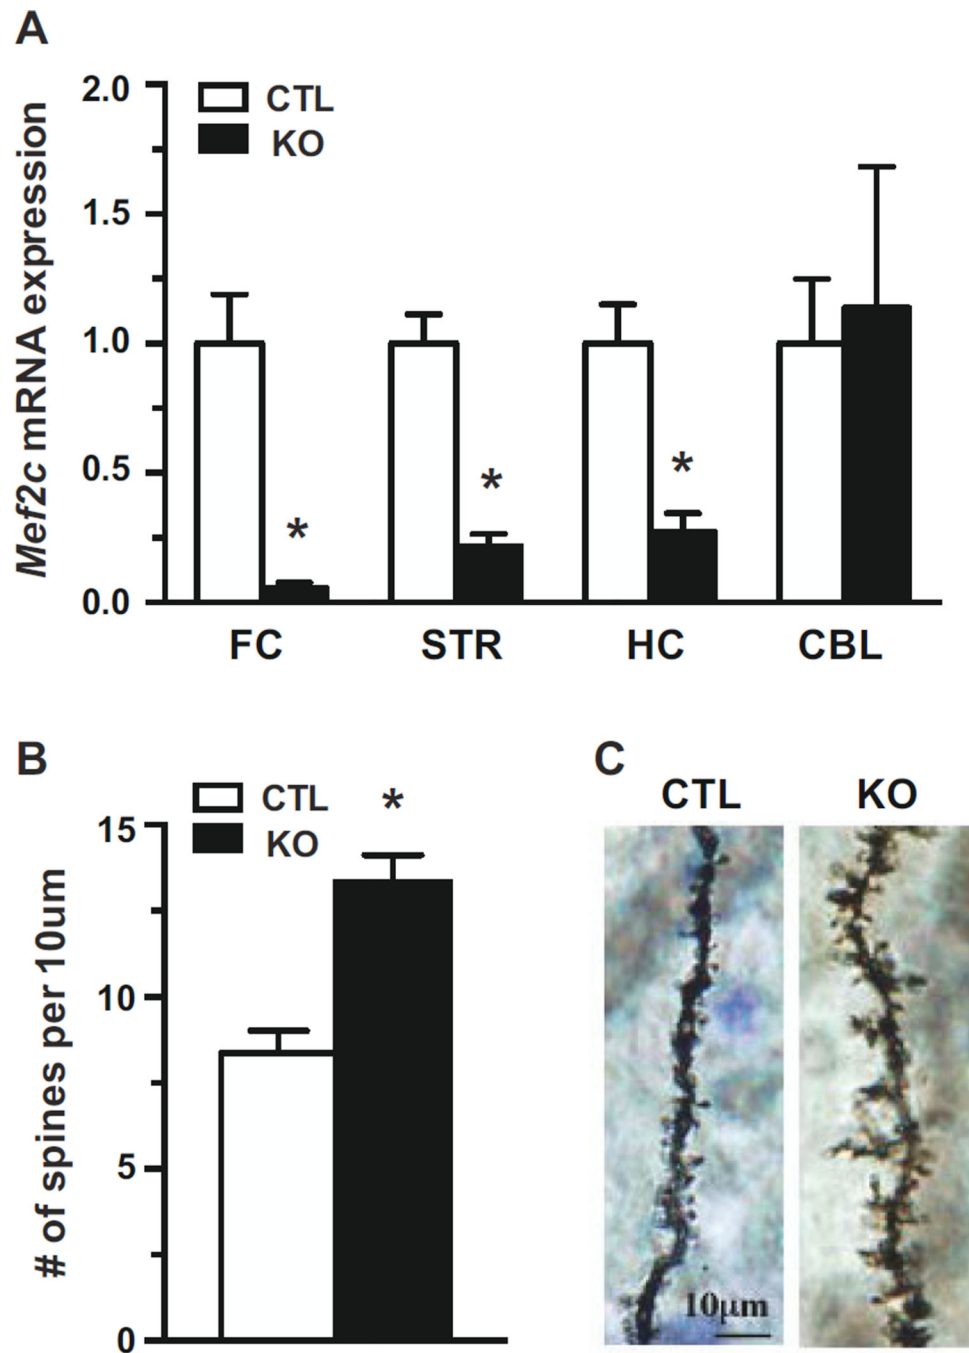 A
Mef2c mRNA expression
2.0
1.5
1.0
0.5
0.0
CTL
KO
*
*
*
FC STR HC CBL
B
# of spines per 10um
15
10
5
0
CTL
KO
*
C
CTL KO
10μm